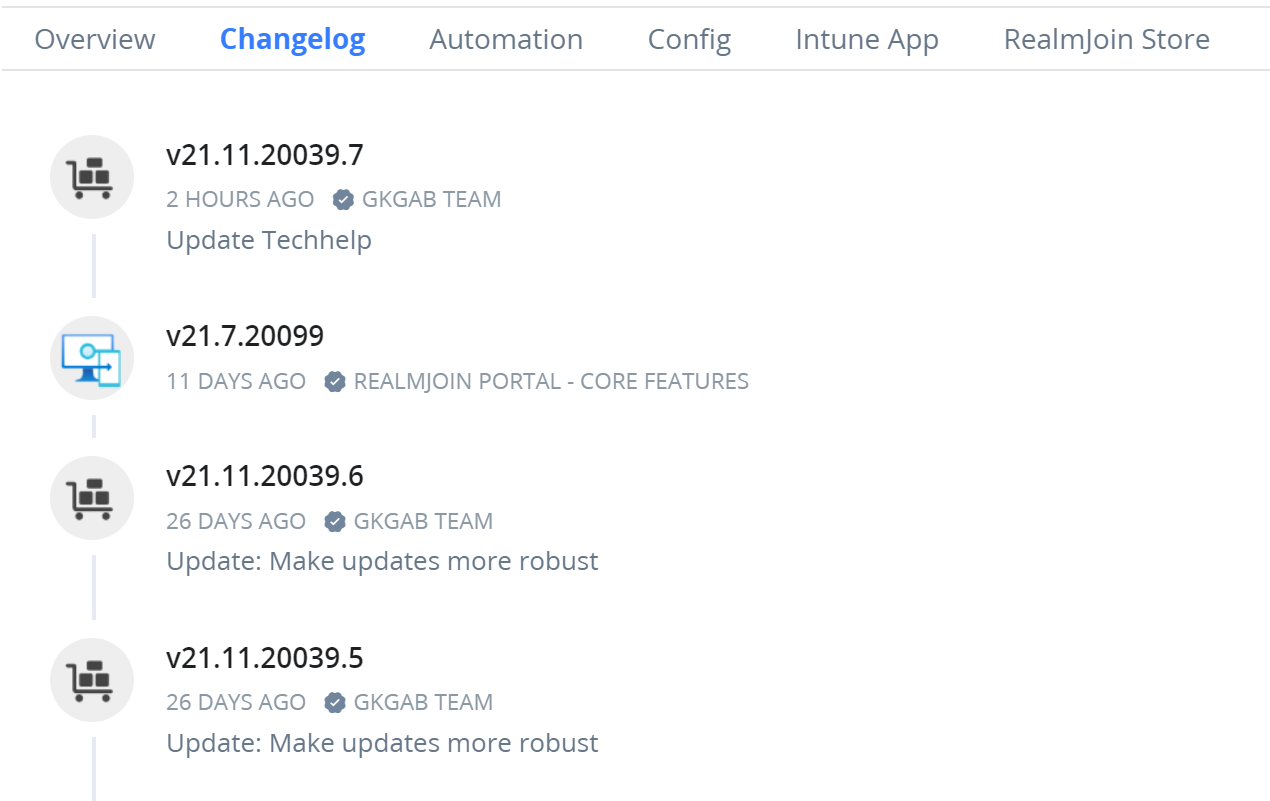 Overview Changelog Automation Config Intune App RealmJoin Store
v21.11.20039.7
2 HOURS AGO GKGAB TEAM
Update Techhelp
v21.7.20099
11 DAYS AGO REALMJOIN PORTAL - CORE FEATURES
v21.11.20039.6
26 DAYS AGO GKGAB TEAM
Update: Make updates more robust
v21.11.20039.5
26 DAYS AGO GKGAB TEAM
Update: Make updates more robust